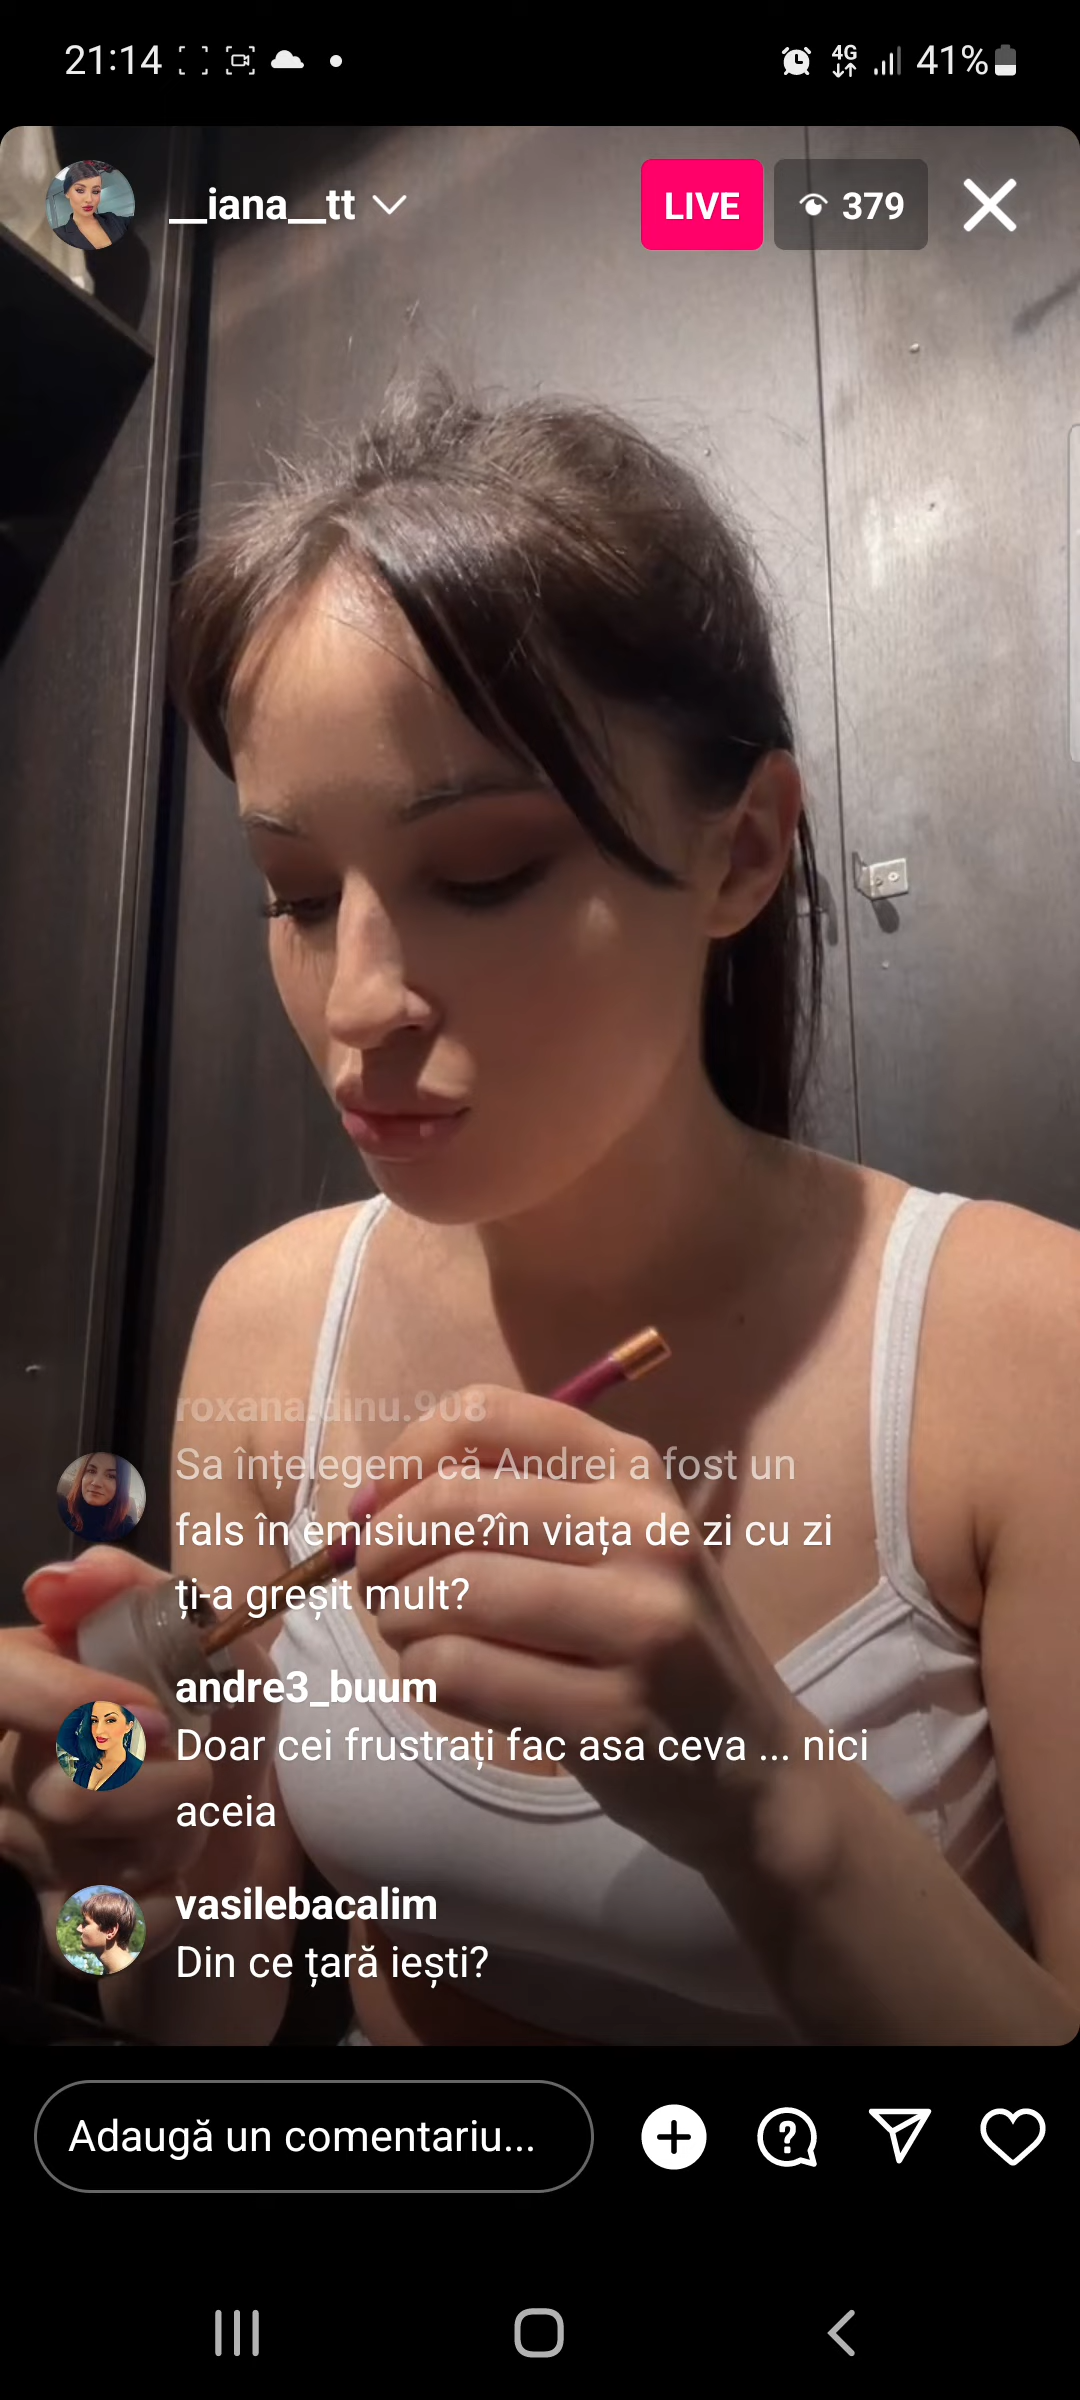 21:14
4G
41%
__iana__tt
LIVE
379
roxana.dinu.908
Sa înțelegem că Andrei a fost un
fals în emisiune?în viața de zi cu zi
ți-a greșit mult?
andre3_buum
Doar cei frustrați fac asa ceva ... nici
aceia
vasilebacalim
Din ce țară iești?
Adaugă un comentariu...